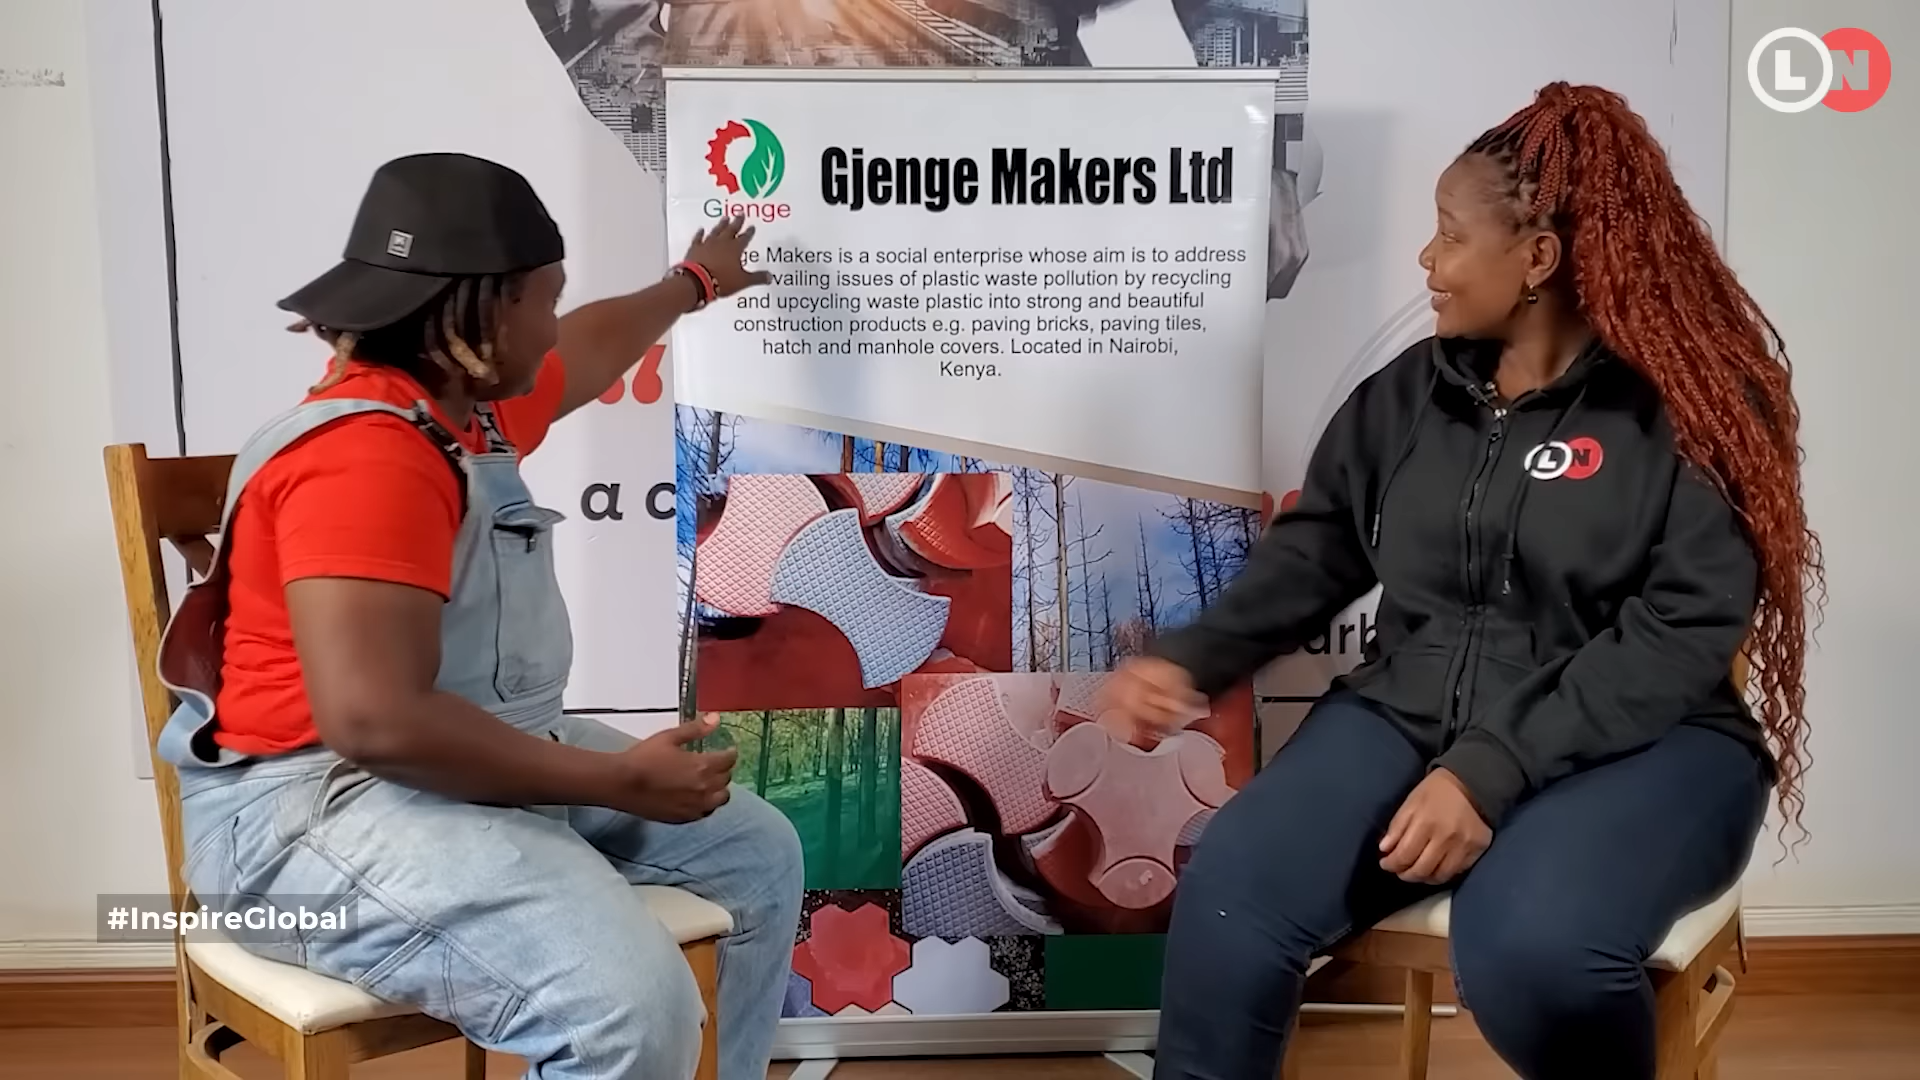 LN
Gjenge Makers Ltd
Gjenge
ge Makers is a social enterprise whose aim is to address
vailing issues of plastic waste pollution by recycling
and upcycling waste plastic into strong and beautiful
construction products e.g. paving bricks, paving tiles,
hatch and manhole covers. Located in Nairobi,
Kenya.
“
a c
LN
#InspireGlobal